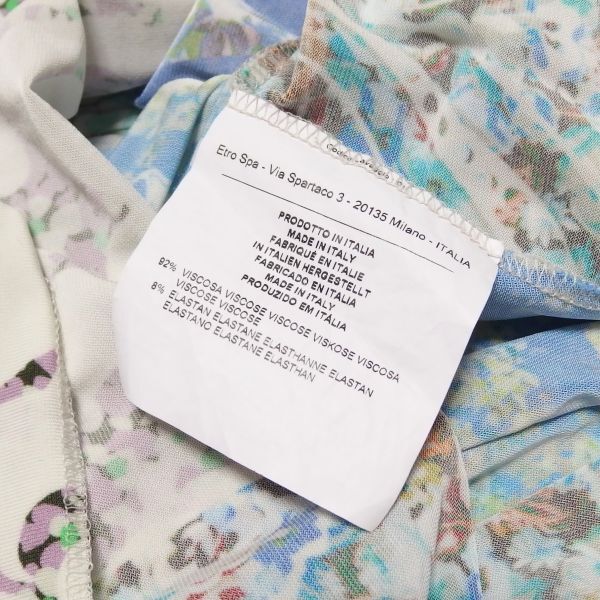 Etro Spa - Via Spartaco 3 - 20135 Milano - ITALIA
PRODOTTO IN ITALIA
MADE IN ITALY
FABRIQUÉ EN ITALIE
IN ITALIEN HERGESTELLT
FABRICADO EN ITALIA
MADE IN ITALY
PRODUZIDO EM ITÁLIA
92% VISCOSA VISCOSE VISCOSE VISKOSE VISCOSA
VISCOSE VISCOSE
8% ELASTAN ELASTANE ELASTHANNE ELASTAN
ELASTANO ELASTANE ELASTHAN